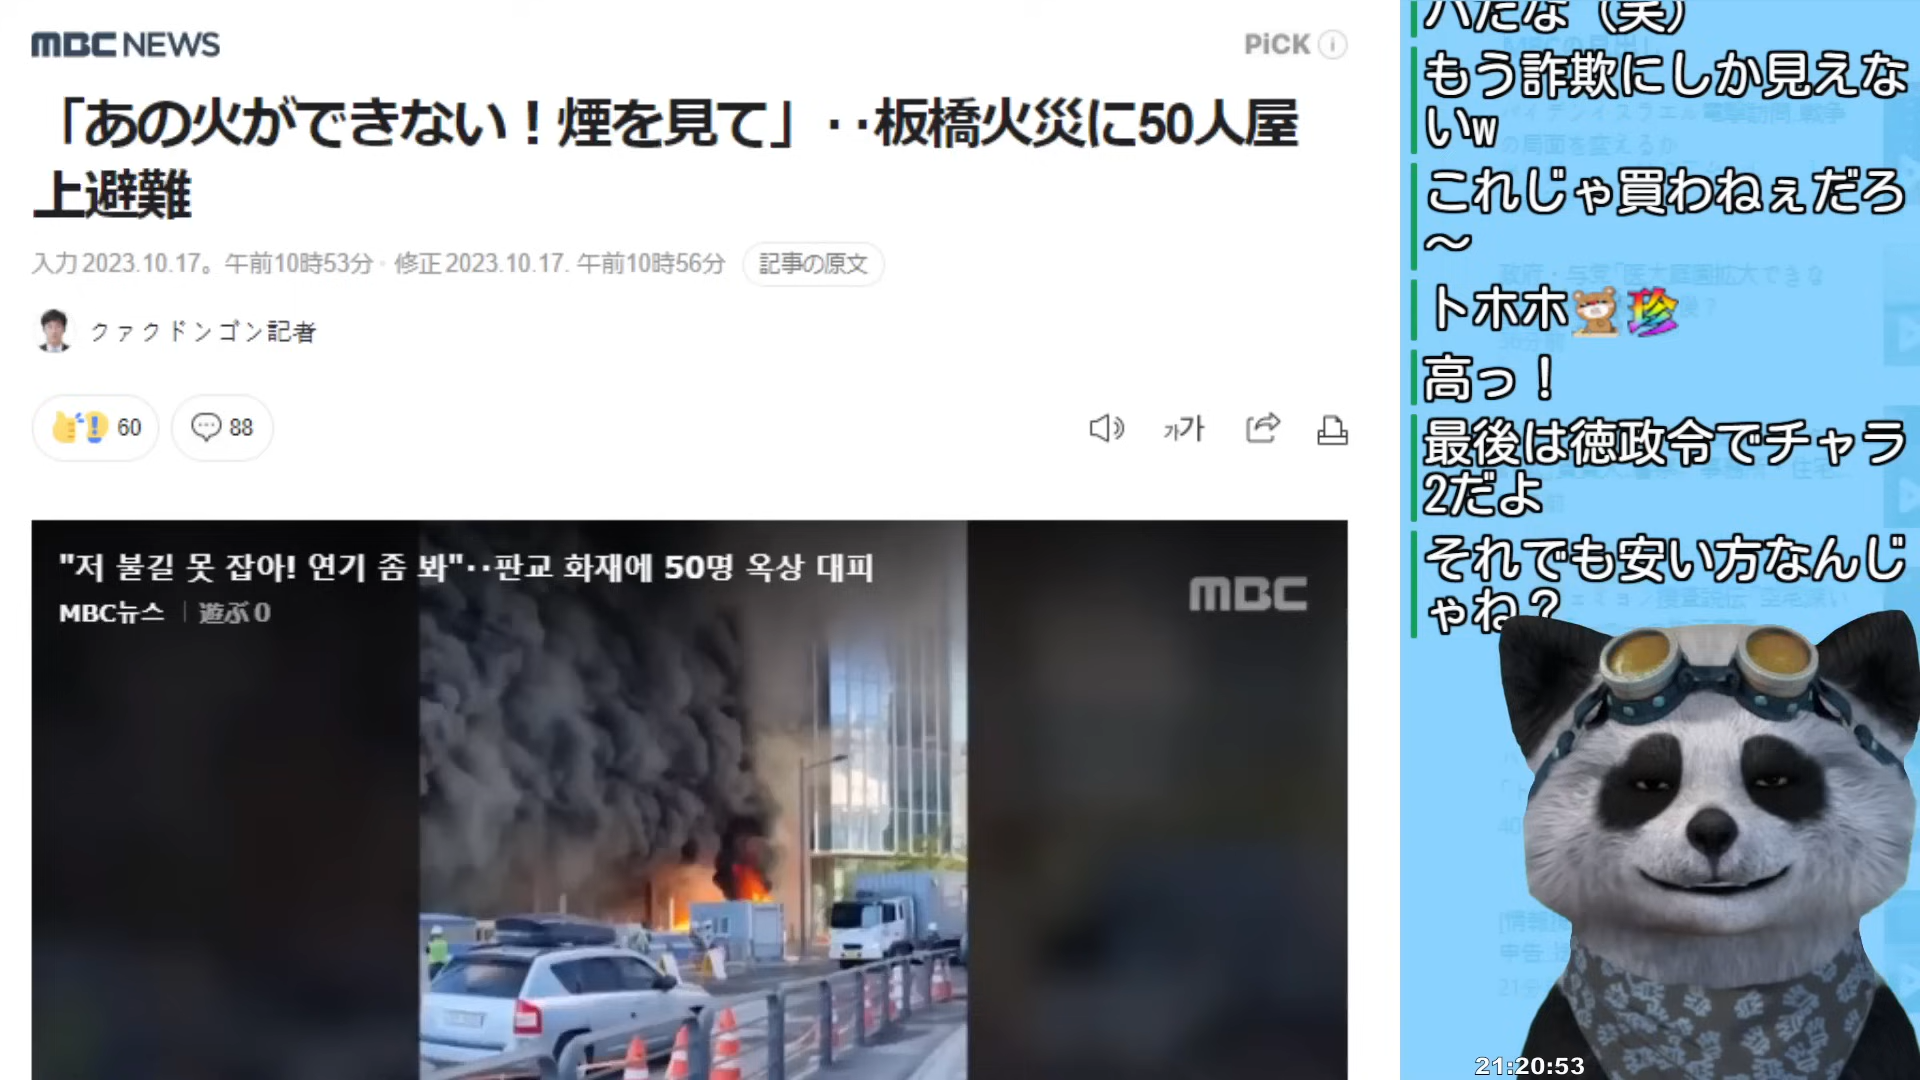 MBC NEWS
PiCK
「あの火ができない！煙を見て」‥板橋火災に50人屋
上避難
入力 2023.10.17。午前10時53分 · 修正 2023.10.17. 午前10時56分
記事の原文
クァクドンゴン記者
60
88
가가
"저 불길 못 잡아! 연기 좀 봐"‥판교 화재에 50명 옥상 대피
MBC뉴스 | 遊ぶ 0
MBC
ハだな（笑）
もう詐欺にしか見えな
いw
これじゃ買わねぇだろ
～
トホホ珍
高っ！
最後は徳政令でチャラ
2だよ
それでも安い方なんじ
ゃね？
21:20:53